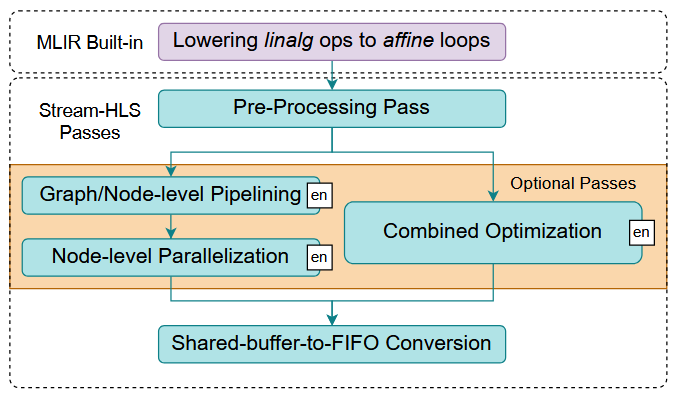 MLIR Built-in
Lowering linalg ops to affine loops
Stream-HLS
Passes
Pre-Processing Pass
Optional Passes
Graph/Node-level Pipelining
en
Combined Optimization
en
Node-level Parallelization
en
Shared-buffer-to-FIFO Conversion